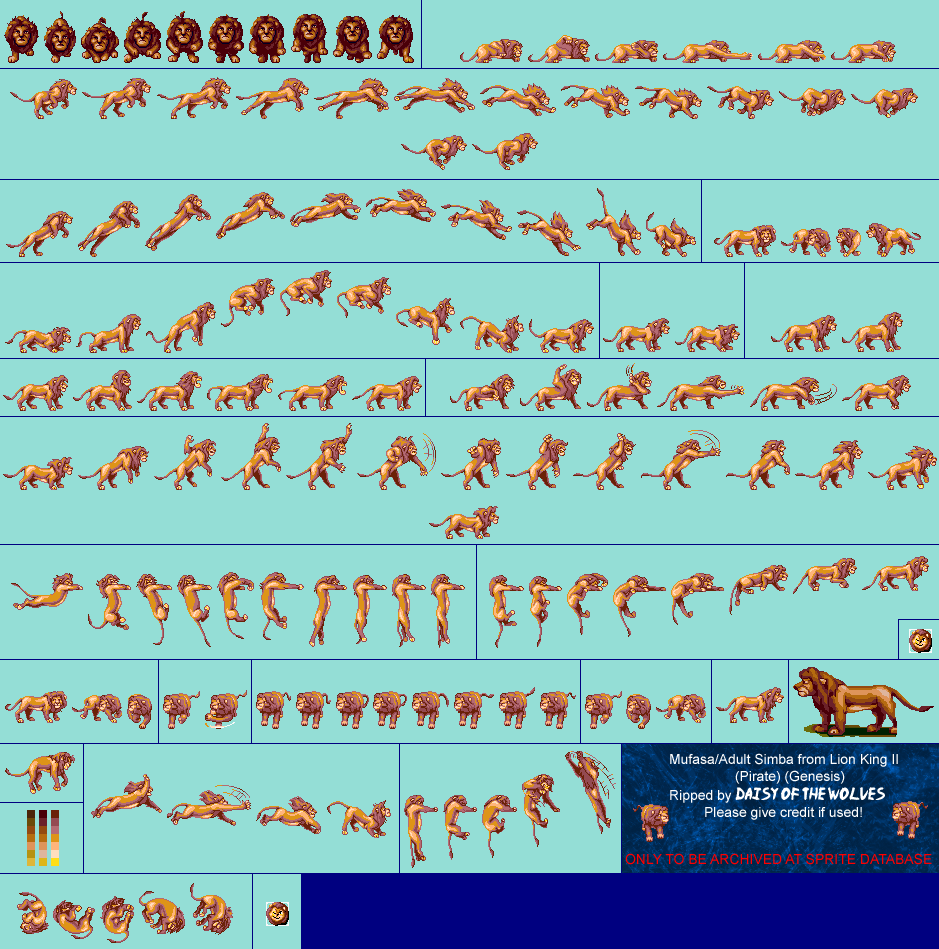 Mufasa/Adult Simba from Lion King II
(Pirate) (Genesis)
Ripped by DAISY OF THE WOLVES
Please give credit if used!
ONLY TO BE ARCHIVED AT SPRITE DATABASE